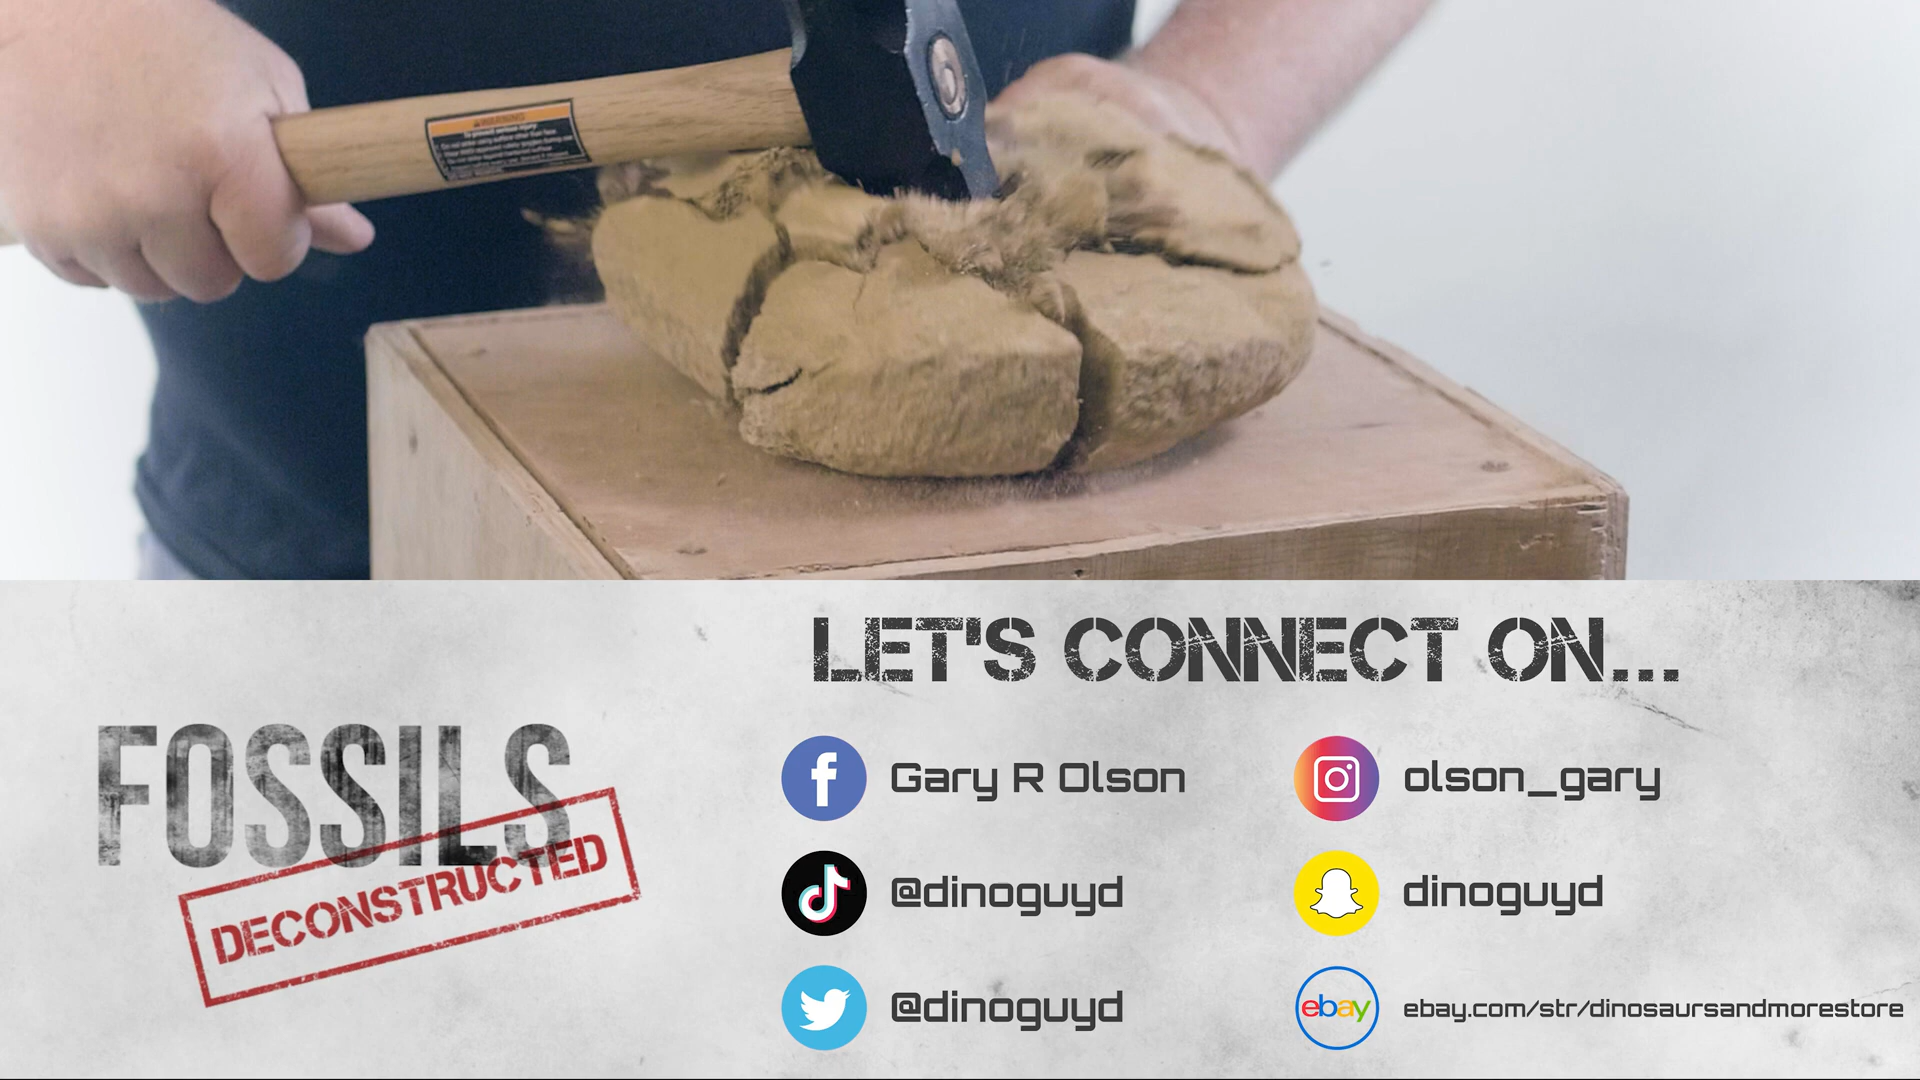 WARNING
LET'S CONNECT ON...
FOSSILS
DECONSTRUCTED
Gary R Olson
olson_gary
@dinoguyd
dinoguyd
@dinoguyd
ebay
ebay.com/str/dinosaursandmorestore